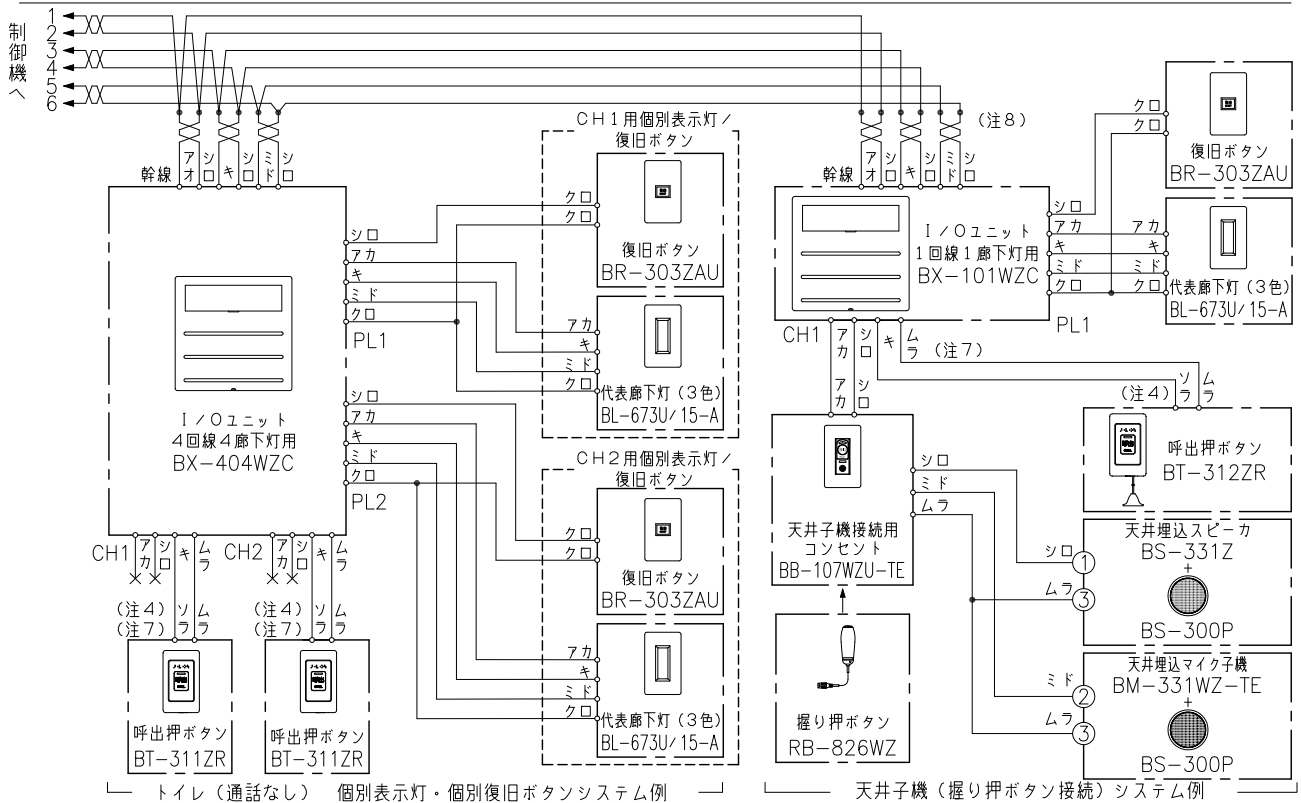 制御機へ
1
2
3
4
5
6
幹線
アオ
シロ
キ
シロ
ミド
シロ
シロ
アカ
キ
ミド
クロ
PL1
シロ
アカ
キ
ミド
クロ
PL2
I/Oユニット
4回線4廊下灯用
BX-404WZC
CH1
アカ
シロ
キ
ムラ
CH2
アカ
シロ
キ
ムラ
(注4)
(注7)
ソラ
ムラ
(注4)
(注7)
ソラ
ムラ
呼出押ボタン
BT-311ZR
呼出押ボタン
BT-311ZR
CH1用個別表示灯/
復旧ボタン
クロ
クロ
復旧ボタン
BR-303ZAU
アカ
キ
ミド
クロ
代表廊下灯(3色)
BL-673U/15-A
CH2用個別表示灯/
復旧ボタン
クロ
クロ
復旧ボタン
BR-303ZAU
アカ
キ
ミド
クロ
代表廊下灯(3色)
BL-673U/15-A
トイレ(通話なし) 個別表示灯・個別復旧ボタンシステム例
(注8)
幹線
アオ
シロ
キ
シロ
ミド
シロ
I/Oユニット
1回線1廊下灯用
BX-101WZC
シロ
アカ
キ
ミド
クロ
PL1
クロ
クロ
復旧ボタン
BR-303ZAU
アカ
キ
ミド
クロ
代表廊下灯(3色)
BL-673U/15-A
CH1
アカ
シロ
キ
ムラ
(注7)
アカ
シロ
(注4)
ソラ
ムラ
呼出押ボタン
BT-312ZR
天井子機接続用
コンセント
BB-107WZU-TE
シロ
ミド
ムラ
シロ
①
ムラ
③
天井埋込スピーカ
BS-331Z
+
BS-300P
ミド
②
ムラ
③
天井埋込マイク子機
BM-331WZ-TE
+
BS-300P
握り押ボタン
RB-826WZ
天井子機(握り押ボタン接続)システム例